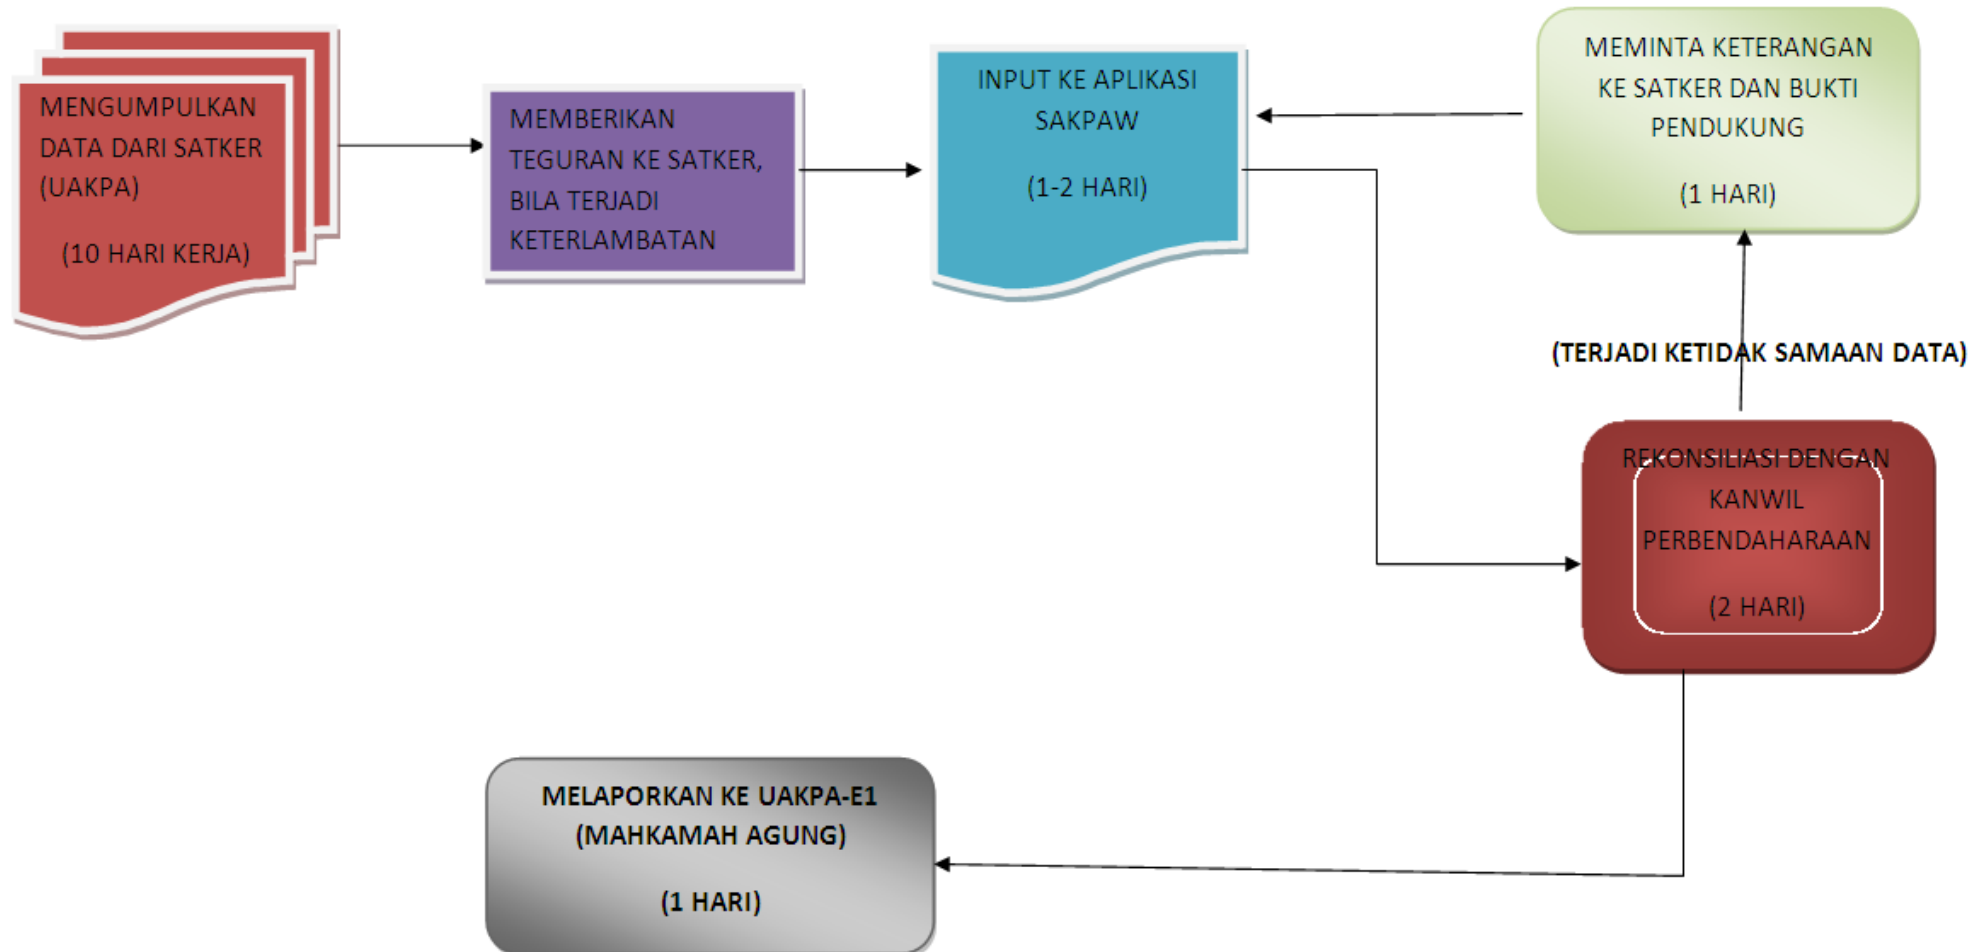 MENGUMPULKAN
DATA DARI SATKER
(UAKPA)
(10 HARI KERJA)
MEMBERIKAN
TEGURAN KE SATKER,
BILA TERJADI
KETERLAMBATAN
INPUT KE APLIKASI
SAKPAW
(1-2 HARI)
MEMINTA KETERANGAN
KE SATKER DAN BUKTI
PENDUKUNG
(1 HARI)
(TERJADI KETIDAK SAMAAN DATA)
REKONSILIASI DENGAN
KANWIL
PERBENDAHARAAN
(2 HARI)
MELAPORKAN KE UAKPA-E1
(MAHKAMAH AGUNG)
(1 HARI)